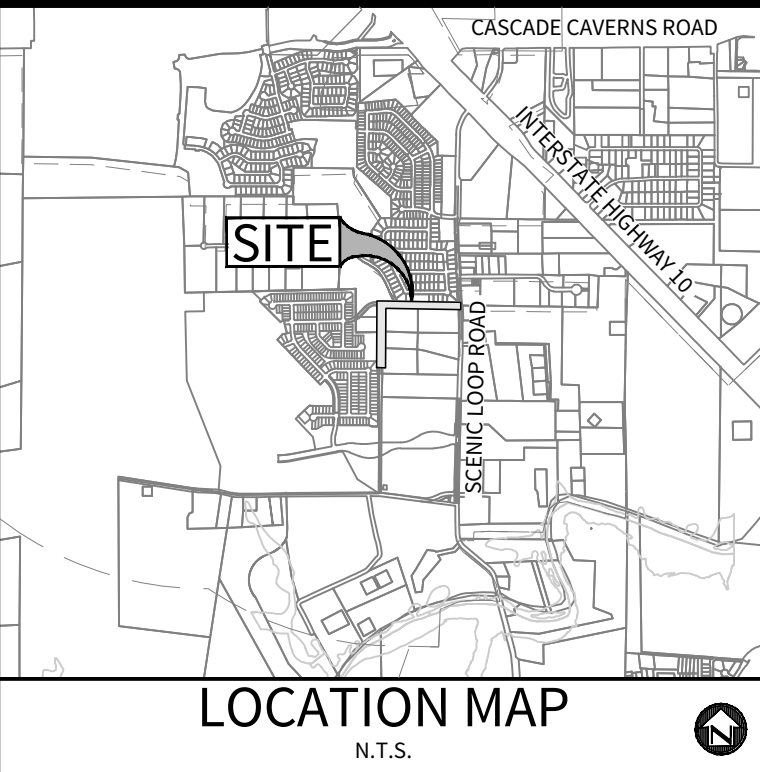 CASCADE CAVERNS ROAD
INTERSTATE HIGHWAY 10
SITE
SCENIC LOOP ROAD
LOCATION MAP
N.T.S.
N